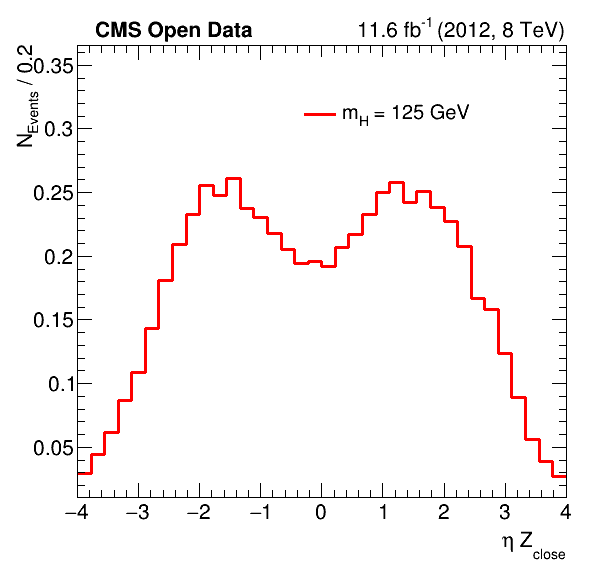 CMS Open Data 11.6 fb-1 (2012, 8 TeV)
NEvents / 0.2
mH = 125 GeV
0.35
0.3
0.25
0.2
0.15
0.1
0.05
−4 −3 −2 −1 0 1 2 3 4
η Zclose